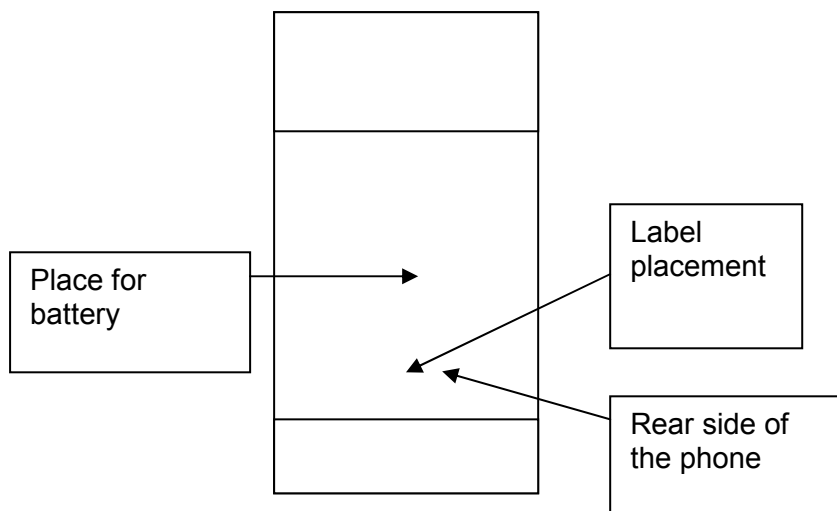 Place for
battery
Label
placement
Rear side of
the phone